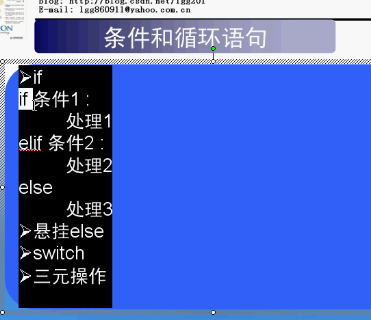 blog: http://blog.csdn.net/lgg201
E-mail: lgg860911@yahoo.com.cn
条件和循环语句
➢if
if 条件1 :
处理1
elif 条件2 :
处理2
else
处理3
➢悬挂else
➢switch
➢三元操作